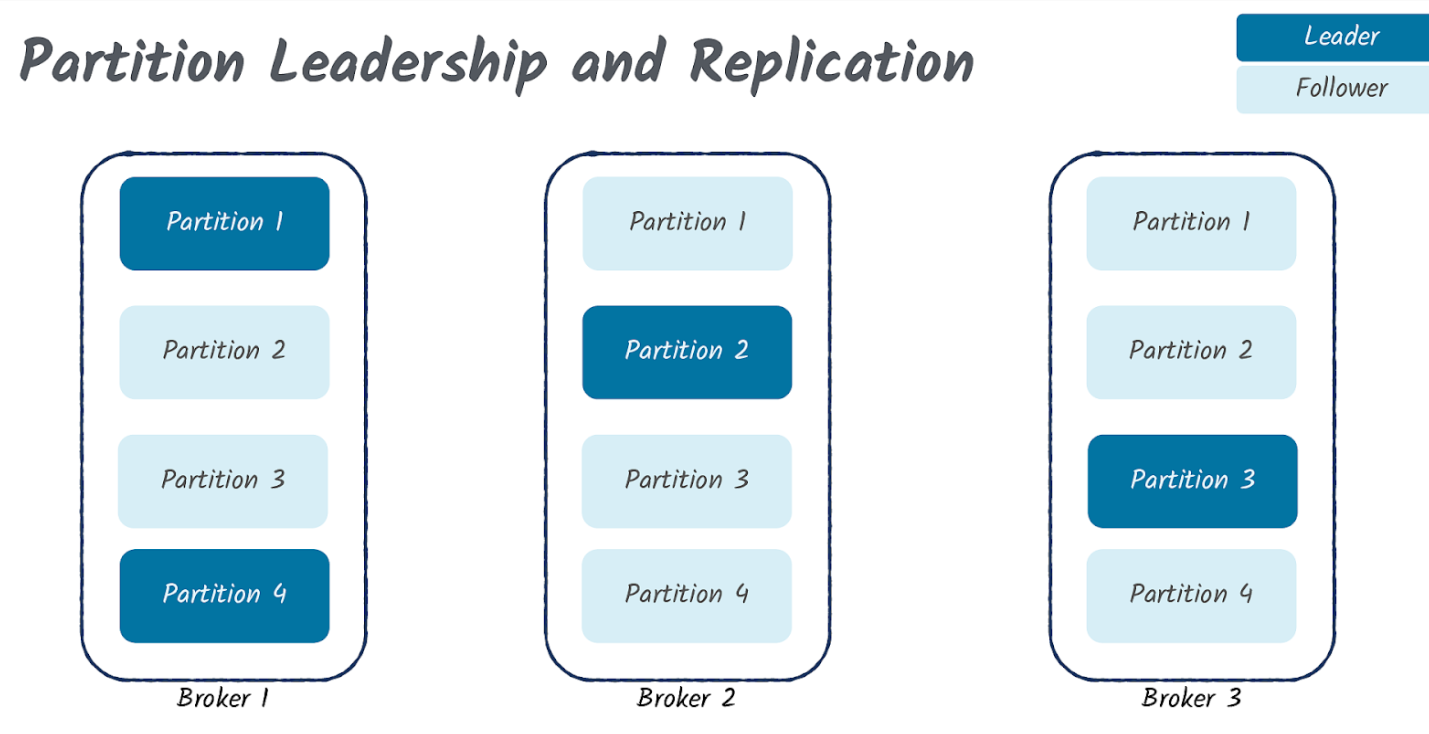 Partition Leadership and Replication
Leader
Follower
Partition 1
Partition 2
Partition 3
Partition 4
Broker 1
Partition 1
Partition 2
Partition 3
Partition 4
Broker 2
Partition 1
Partition 2
Partition 3
Partition 4
Broker 3